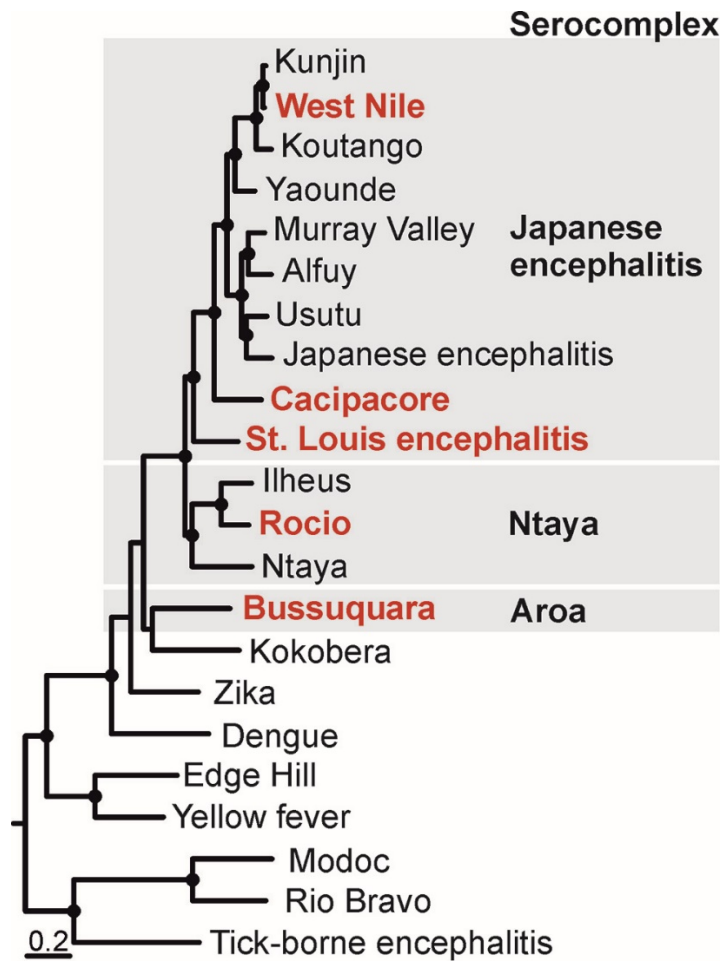 Serocomplex
Kunjin
West Nile
Koutango
Yaounde
Murray Valley
Japanese
encephalitis
Alfuy
Usutu
Japanese encephalitis
Cacipacore
St. Louis encephalitis
Ilheus
Rocio
Ntaya
Ntaya
Bussuquara
Aroa
Kokobera
Zika
Dengue
Edge Hill
Yellow fever
Modoc
Rio Bravo
0.2
Tick-borne encephalitis